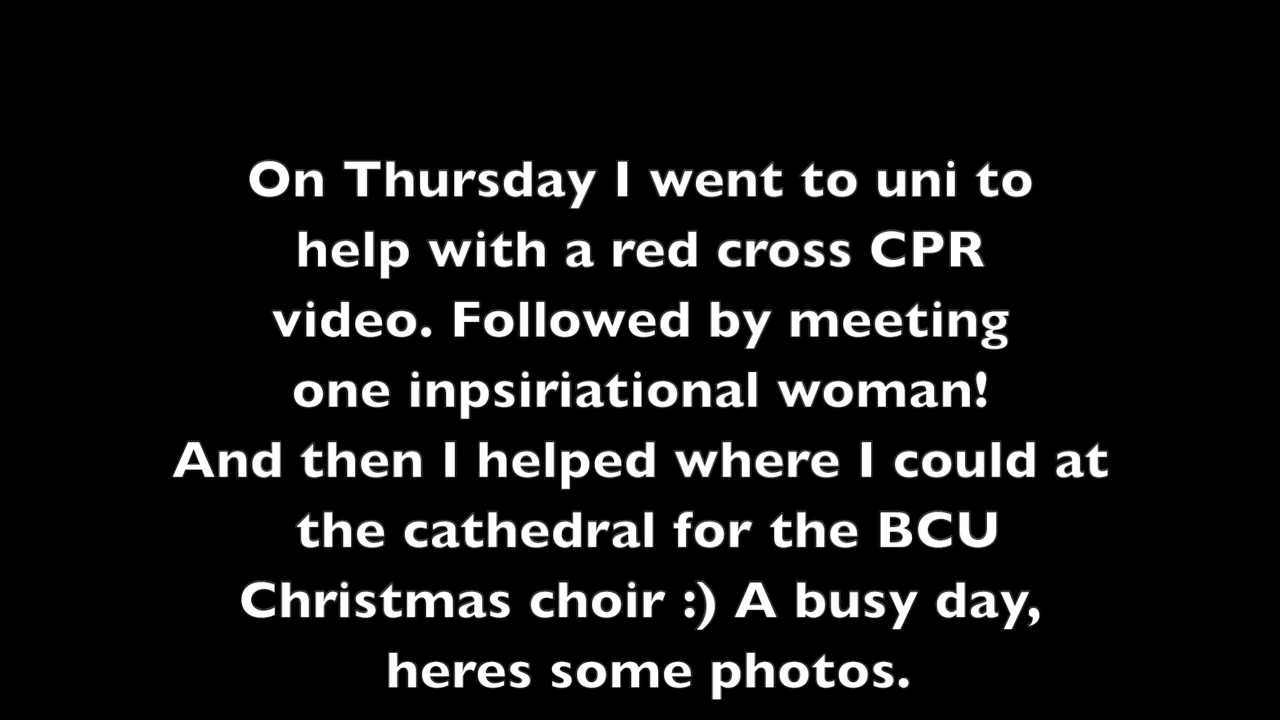 On Thursday I went to uni to
help with a red cross CPR
video. Followed by meeting
one inpsiriational woman!
And then I helped where I could at
the cathedral for the BCU
Christmas choir :) A busy day,
heres some photos.